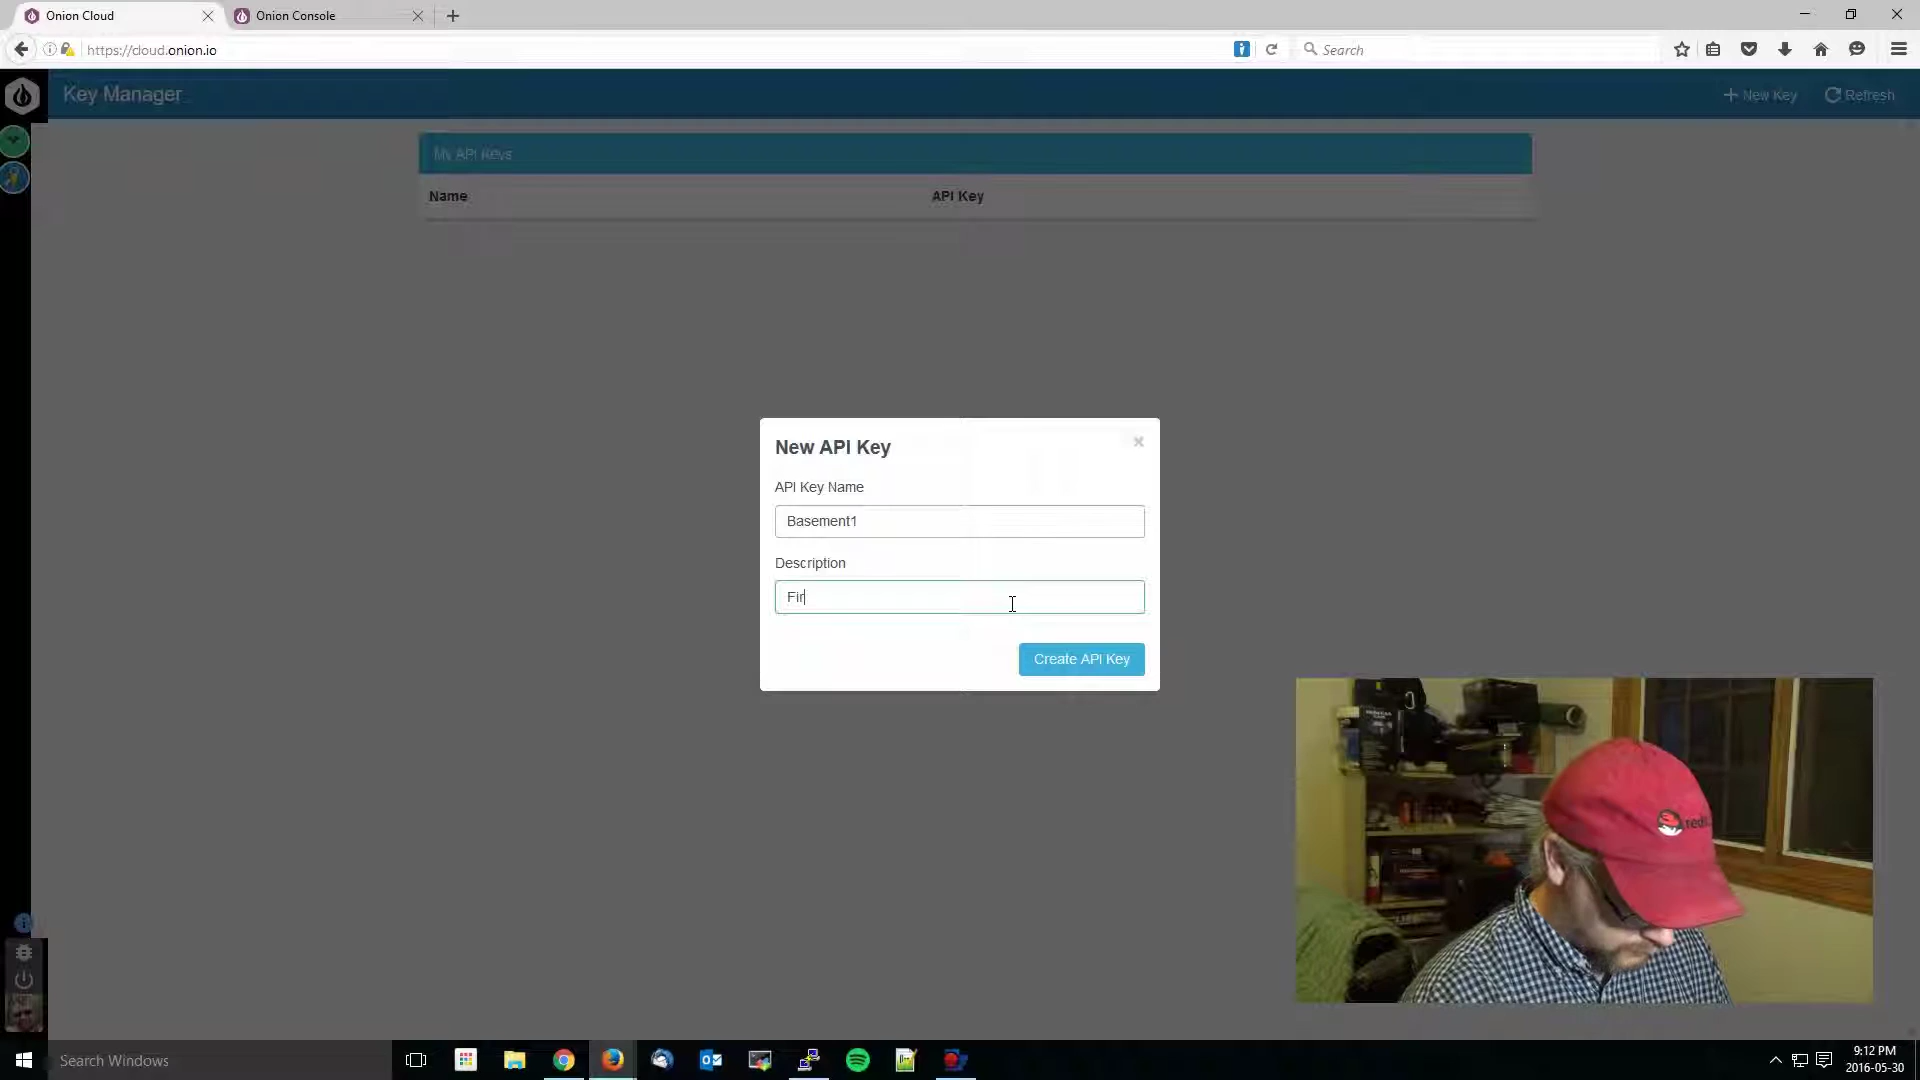 Onion Cloud
Onion Console
https://cloud.onion.io
Search
Key Manager
New Key
Refresh
My API Keys
Name
API Key
New API Key
API Key Name
Basement1
Description
Fir
Create API Key
Search Windows
9:12 PM
2016-05-30